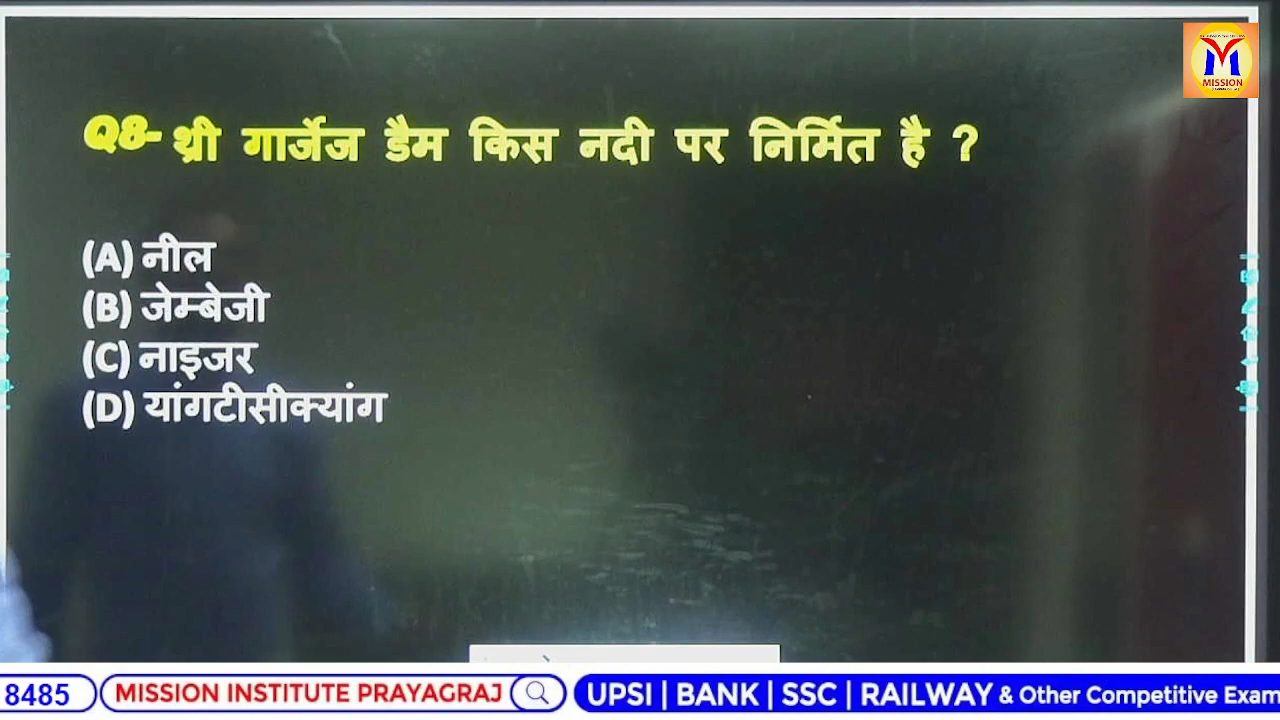 MISSION
Q8- थ्री गार्जेज डैम किस नदी पर निर्मित है ?
(A) नील
(B) जेम्बेजी
(C) नाइजर
(D) यांगटीसीक्यांग
8485
MISSION INSTITUTE PRAYAGRAJ
UPSI | BANK | SSC | RAILWAY & Other Competitive Exam